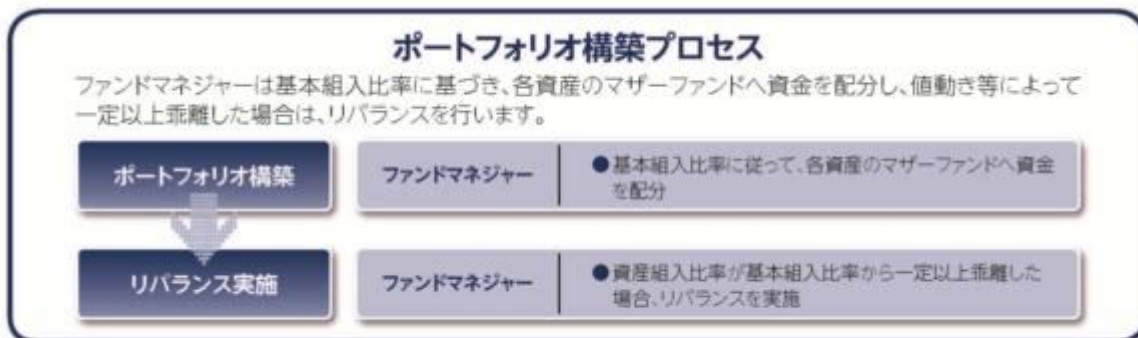 ポートフォリオ構築プロセス
ファンドマネジャーは基本組入比率に基づき、各資産のマザーファンドへ資金を配分し、値動き等によって
一定以上乖離した場合は、リバランスを行います。
ポートフォリオ構築
ファンドマネジャー
●基本組入比率に従って、各資産のマザーファンドへ資金
を配分
リバランス実施
ファンドマネジャー
●資産組入比率が基本組入比率から一定以上乖離した
場合、リバランスを実施